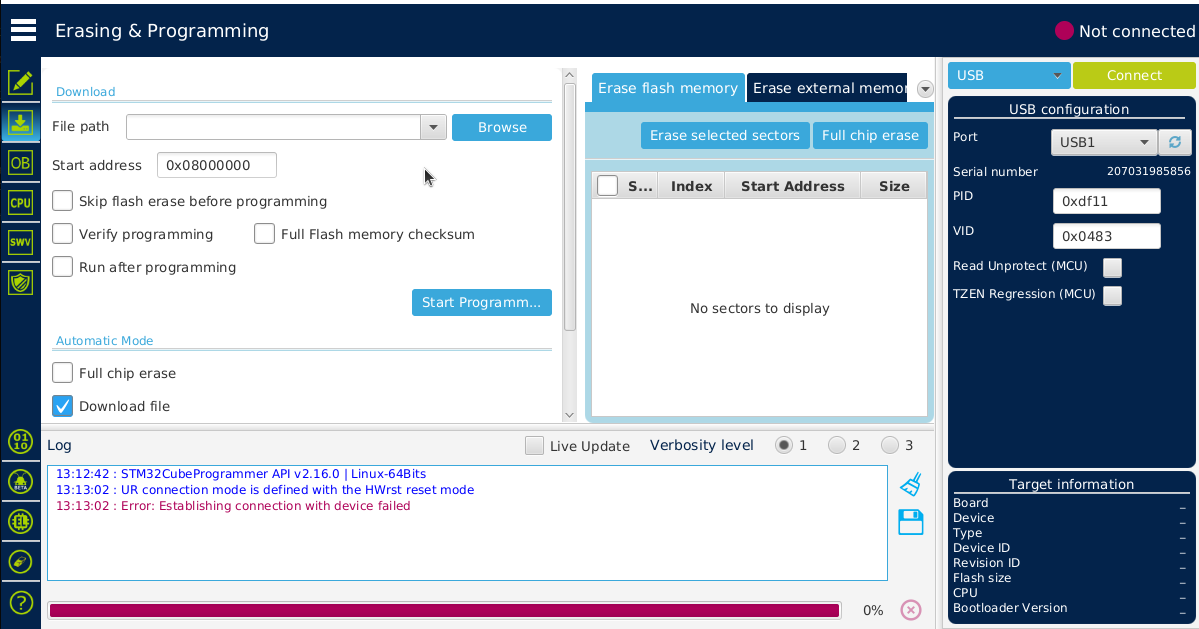 Erasing & Programming
Not connected
Download
File path
Browse
Start address 0x08000000
Skip flash erase before programming
Verify programming Full Flash memory checksum
Run after programming
Start Programm...
Automatic Mode
Full chip erase
Download file
Erase flash memory Erase external memor
Erase selected sectors Full chip erase
S... Index Start Address Size
No sectors to display
USB Connect
USB configuration
Port USB1
Serial number 207031985856
PID 0xdf11
VID 0x0483
Read Unprotect (MCU)
TZEN Regression (MCU)
OB
CPU
SWV
01
10
BETA
EL
?
Log Live Update Verbosity level 1 2 3
13:12:42 : STM32CubeProgrammer API v2.16.0 | Linux-64Bits
13:13:02 : UR connection mode is defined with the HWrst reset mode
13:13:02 : Error: Establishing connection with device failed
0%
Target information
Board _
Device _
Type _
Device ID _
Revision ID _
Flash size _
CPU _
Bootloader Version _